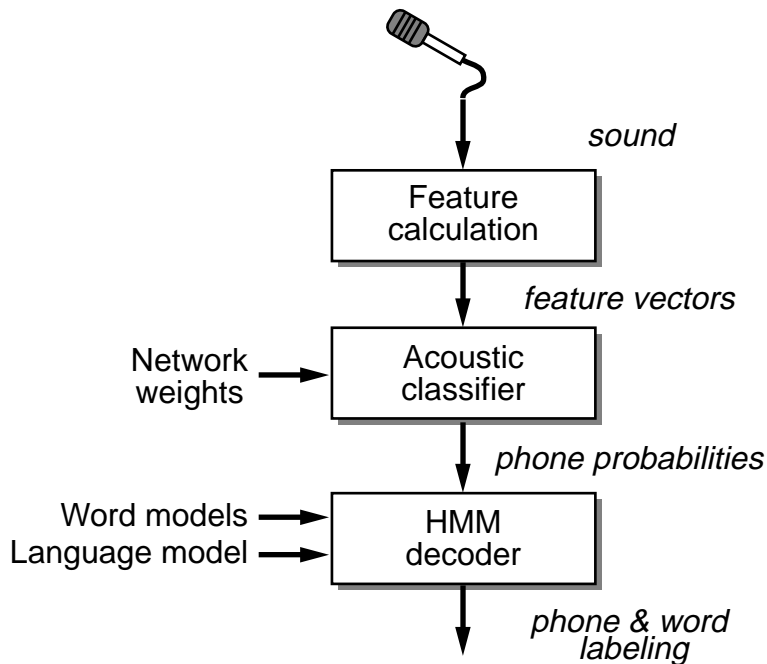 sound
Feature
calculation
feature vectors
Network
weights
Acoustic
classifier
phone probabilities
Word models
Language model
HMM
decoder
phone & word
labeling